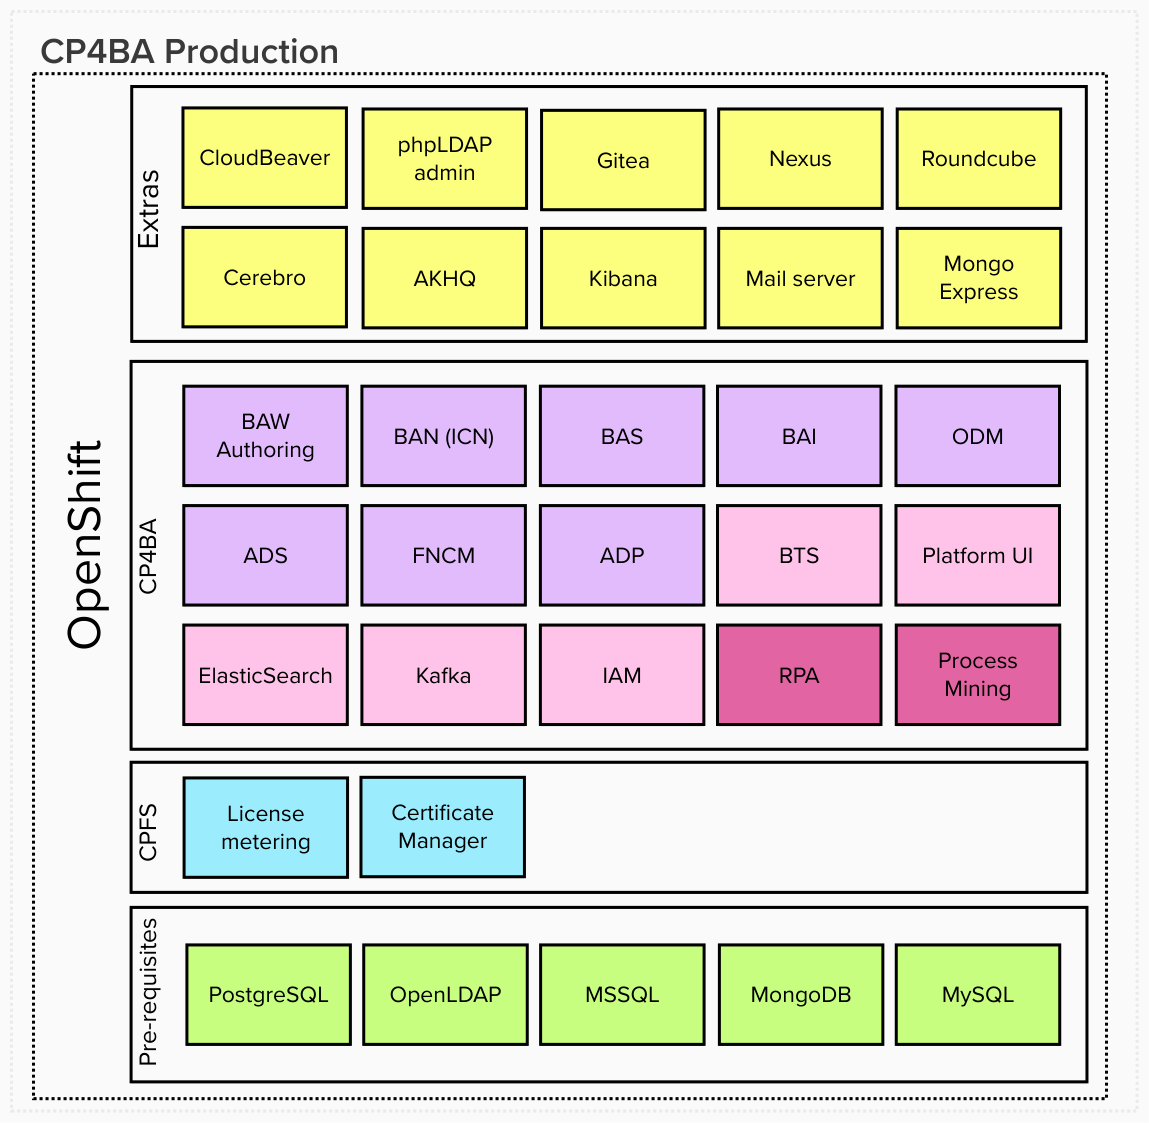 CP4BA Production
OpenShift
Extras
CloudBeaver
phpLDAP
admin
Gitea
Nexus
Roundcube
Cerebro
AKHQ
Kibana
Mail server
Mongo
Express
CP4BA
BAW
Authoring
BAN (ICN)
BAS
BAI
ODM
ADS
FNCM
ADP
BTS
Platform UI
ElasticSearch
Kafka
IAM
RPA
Process
Mining
CPFS
License
metering
Certificate
Manager
Pre-requisites
PostgreSQL
OpenLDAP
MSSQL
MongoDB
MySQL